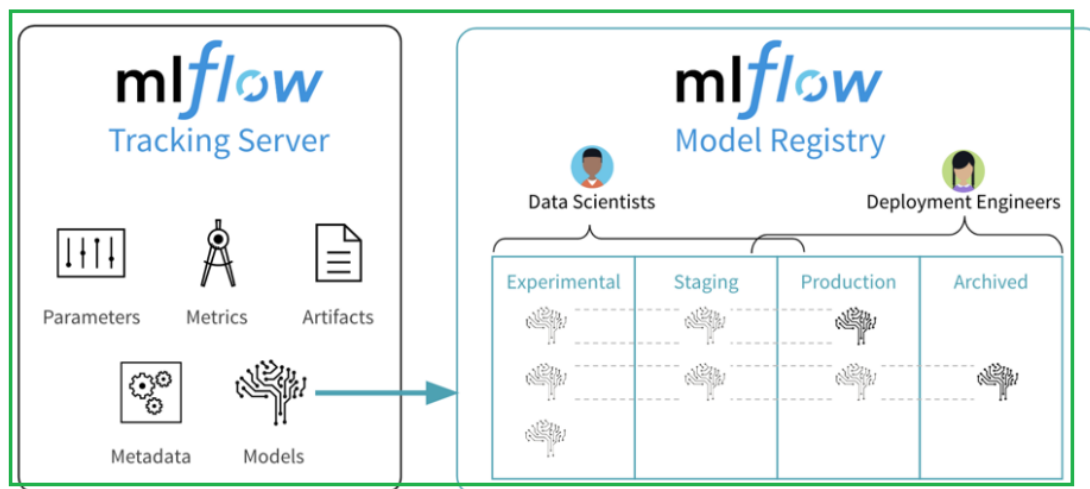 mlflow
Tracking Server
Parameters
Metrics
Artifacts
Metadata
Models
mlflow
Model Registry
Data Scientists
Deployment Engineers
Experimental
Staging
Production
Archived